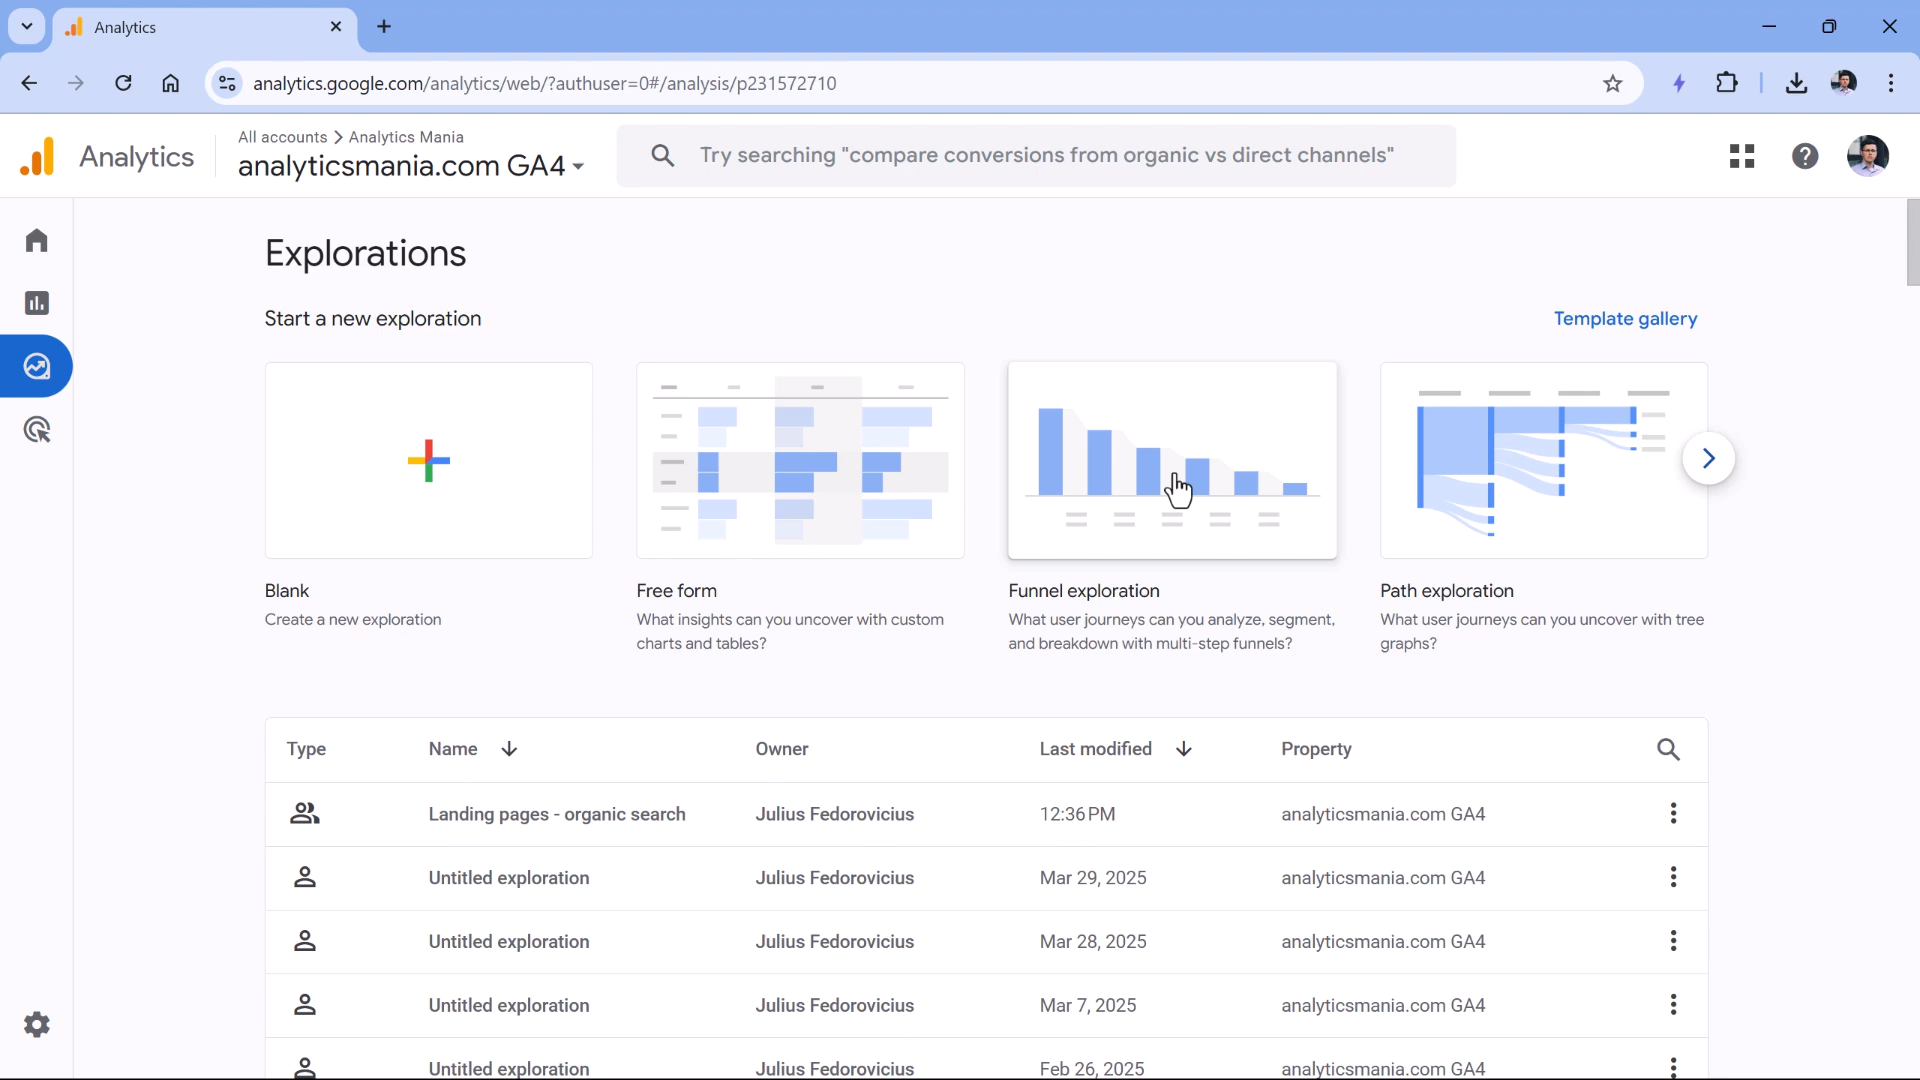 Analytics
analytics.google.com/analytics/web/?authuser=0#/analysis/p231572710
Analytics
All accounts > Analytics Mania
analyticsmania.com GA4
Try searching "compare conversions from organic vs direct channels"
Explorations
Start a new exploration
Template gallery
Blank
Create a new exploration
Free form
What insights can you uncover with custom
charts and tables?
Funnel exploration
What user journeys can you analyze, segment,
and breakdown with multi-step funnels?
Path exploration
What user journeys can you uncover with tree
graphs?
Type Name Owner Last modified Property
Landing pages - organic search Julius Fedorovicius 12:36 PM analyticsmania.com GA4
Untitled exploration Julius Fedorovicius Mar 29, 2025 analyticsmania.com GA4
Untitled exploration Julius Fedorovicius Mar 28, 2025 analyticsmania.com GA4
Untitled exploration Julius Fedorovicius Mar 7, 2025 analyticsmania.com GA4
Untitled exploration Julius Fedorovicius Feb 26, 2025 analyticsmania.com GA4